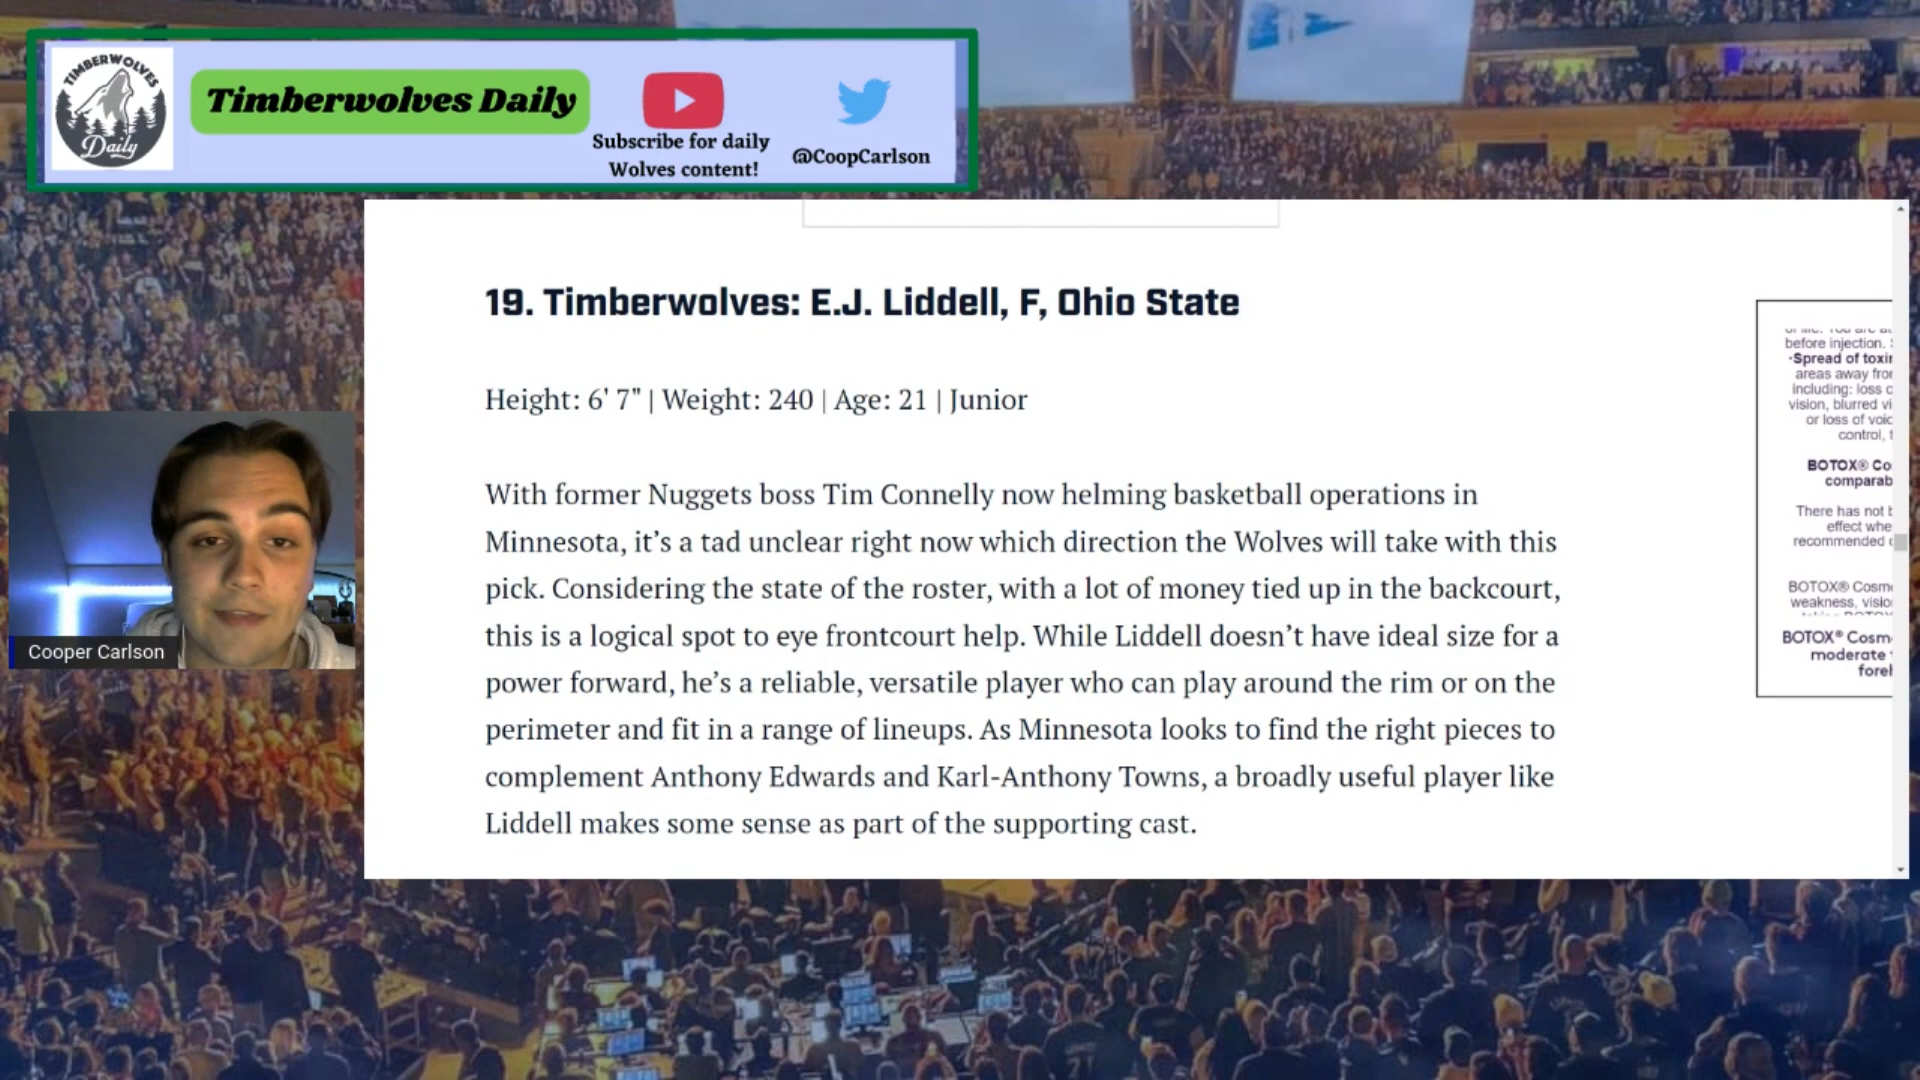 TIMBERWOLVES
Daily
Timberwolves Daily
Subscribe for daily
Wolves content!
@CoopCarlson
19. Timberwolves: E.J. Liddell, F, Ohio State
Height: 6' 7" | Weight: 240 | Age: 21 | Junior
With former Nuggets boss Tim Connelly now helming basketball operations in
Minnesota, it’s a tad unclear right now which direction the Wolves will take with this
pick. Considering the state of the roster, with a lot of money tied up in the backcourt,
this is a logical spot to eye frontcourt help. While Liddell doesn’t have ideal size for a
power forward, he’s a reliable, versatile player who can play around the rim or on the
perimeter and fit in a range of lineups. As Minnesota looks to find the right pieces to
complement Anthony Edwards and Karl-Anthony Towns, a broadly useful player like
Liddell makes some sense as part of the supporting cast.
Cooper Carlson
before injection.
·Spread of toxin
areas away from
including: loss
vision, blurred
or loss of
control,
BOTOX® Co
comparab
There has not
effect
recommended
BOTOX® Cosm
weakness,
BOTOX® Cosm
moderate